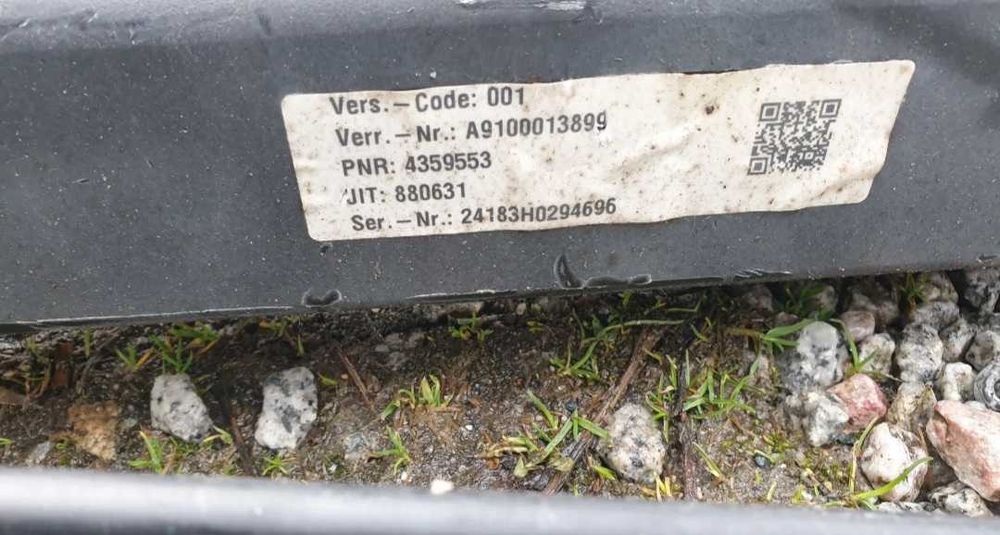 Vers.-Code: 001
Verr.-Nr.: A9100013899
PNR: 4359553
JIT: 880631
Ser.-Nr.: 24183H0294696